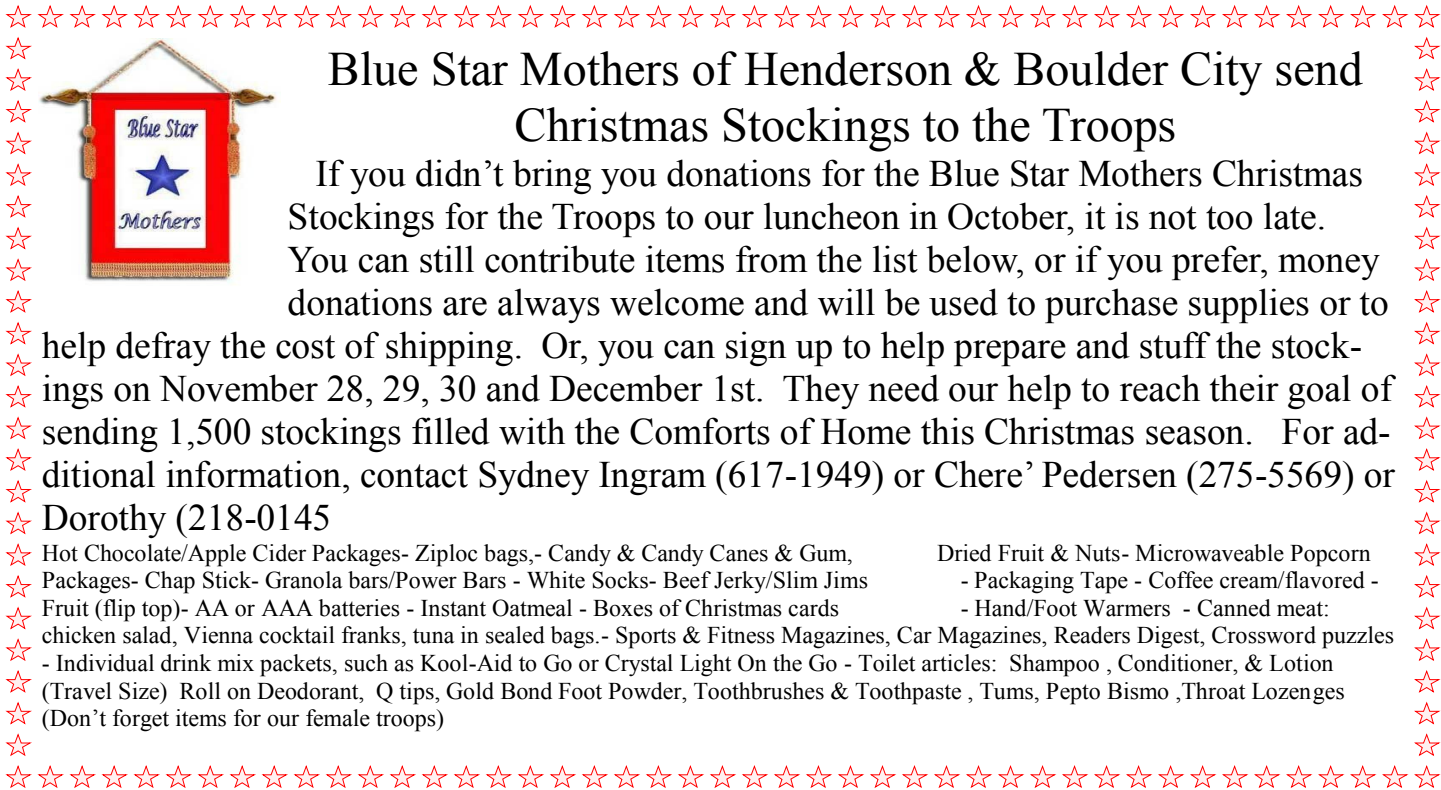 Blue Star
Mothers
Blue Star Mothers of Henderson & Boulder City send
Christmas Stockings to the Troops
If you didn’t bring you donations for the Blue Star Mothers Christmas
Stockings for the Troops to our luncheon in October, it is not too late.
You can still contribute items from the list below, or if you prefer, money
donations are always welcome and will be used to purchase supplies or to
help defray the cost of shipping.  Or, you can sign up to help prepare and stuff the stock-
ings on November 28, 29, 30 and December 1st.  They need our help to reach their goal of
sending 1,500 stockings filled with the Comforts of Home this Christmas season.   For ad-
ditional information, contact Sydney Ingram (617-1949) or Chere’ Pedersen (275-5569) or
Dorothy (218-0145
Hot Chocolate/Apple Cider Packages- Ziploc bags,- Candy & Candy Canes & Gum, Dried Fruit & Nuts- Microwaveable Popcorn
Packages- Chap Stick- Granola bars/Power Bars - White Socks- Beef Jerky/Slim Jims - Packaging Tape - Coffee cream/flavored -
Fruit (flip top)- AA or AAA batteries - Instant Oatmeal - Boxes of Christmas cards - Hand/Foot Warmers  - Canned meat:
chicken salad, Vienna cocktail franks, tuna in sealed bags.- Sports & Fitness Magazines, Car Magazines, Readers Digest, Crossword puzzles
- Individual drink mix packets, such as Kool-Aid to Go or Crystal Light On the Go - Toilet articles:  Shampoo , Conditioner, & Lotion
(Travel Size)  Roll on Deodorant,  Q tips, Gold Bond Foot Powder, Toothbrushes & Toothpaste , Tums, Pepto Bismo ,Throat Lozenges
(Don’t forget items for our female troops)